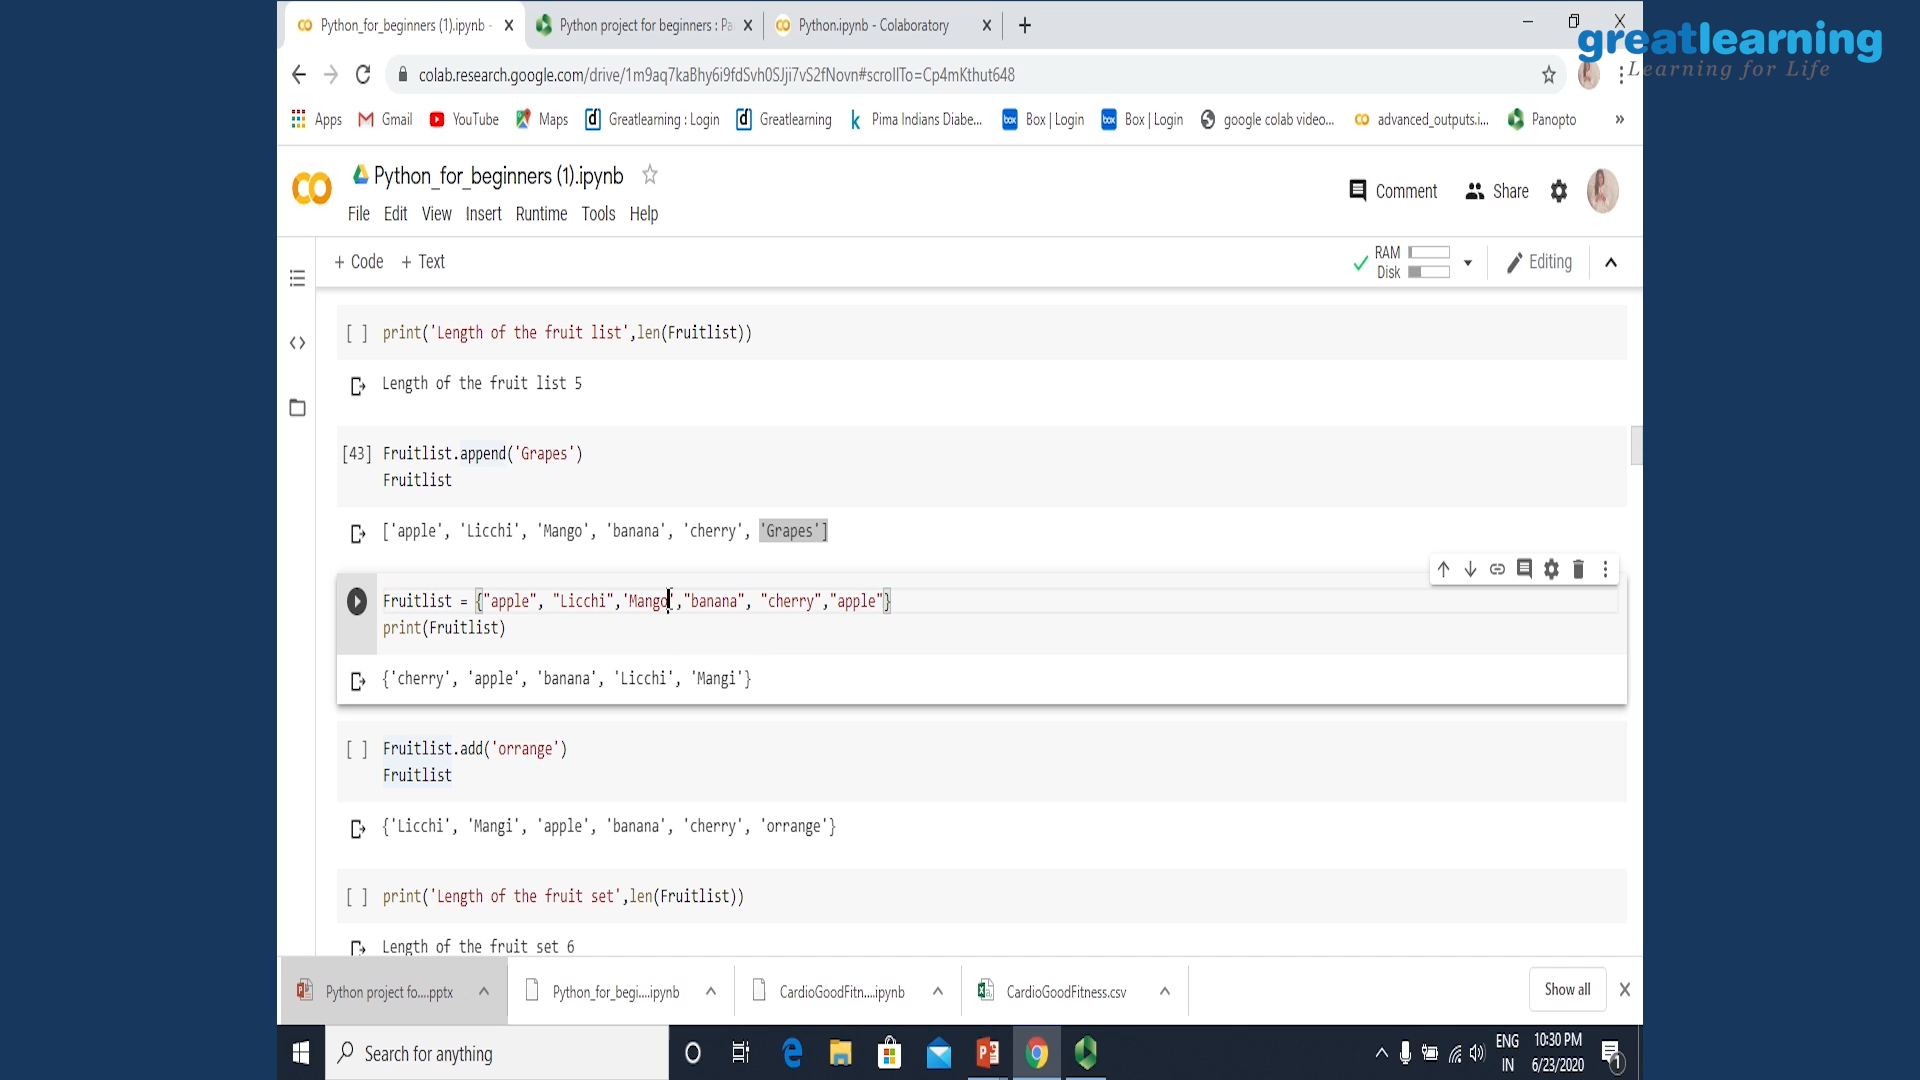 Python_for_beginners (1).ipynb -
Python project for beginners : Pa
Python.ipynb - Colaboratory
greatlearning
Learning for Life
colab.research.google.com/drive/1m9aq7kaBhy6i9fdSvh0SJji7vS2fNovn#scrollTo=Cp4mKthut648
Apps Gmail YouTube Maps Greatlearning : Login Greatlearning Pima Indians Diabe... Box | Login Box | Login google colab video... advanced_outputs.i... Panopto »
Python_for_beginners (1).ipynb
Comment Share
File Edit View Insert Runtime Tools Help
+ Code + Text
RAM
Disk
Editing
[ ] print('Length of the fruit list',len(Fruitlist))
Length of the fruit list 5
[43] Fruitlist.append('Grapes')
Fruitlist
['apple', 'Licchi', 'Mango', 'banana', 'cherry', 'Grapes']
Fruitlist = {"apple", "Licchi",'Mango',"banana", "cherry","apple"}
print(Fruitlist)
{'cherry', 'apple', 'banana', 'Licchi', 'Mangi'}
[ ] Fruitlist.add('orrange')
Fruitlist
{'Licchi', 'Mangi', 'apple', 'banana', 'cherry', 'orrange'}
[ ] print('Length of the fruit set',len(Fruitlist))
Length of the fruit set 6
Python project fo....pptx
Python_for_begi....ipynb
CardioGoodFitn....ipynb
CardioGoodFitness.csv
Show all
Search for anything
ENG
IN
10:30 PM
6/23/2020
1